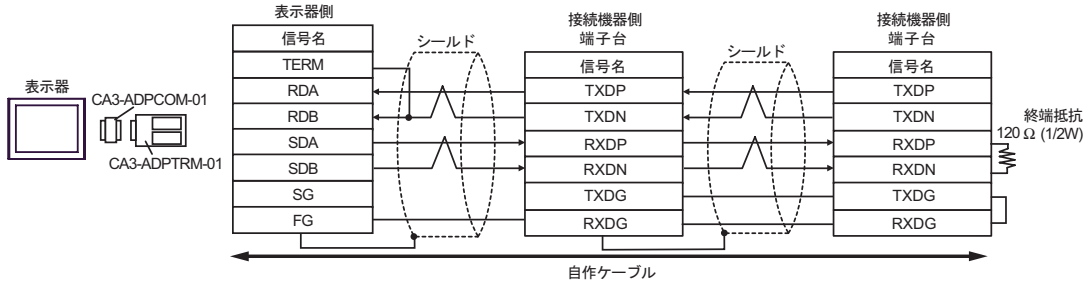 表示器
CA3-ADPCOM-01
CA3-ADPTRM-01
表示器側
信号名
TERM
RDA
RDB
SDA
SDB
SG
FG
シールド
接続機器側
端子台
信号名
TXDP
TXDN
RXDP
RXDN
TXDG
RXDG
シールド
接続機器側
端子台
信号名
TXDP
TXDN
RXDP
RXDN
TXDG
RXDG
終端抵抗
120 Ω (1/2W)
自作ケーブル